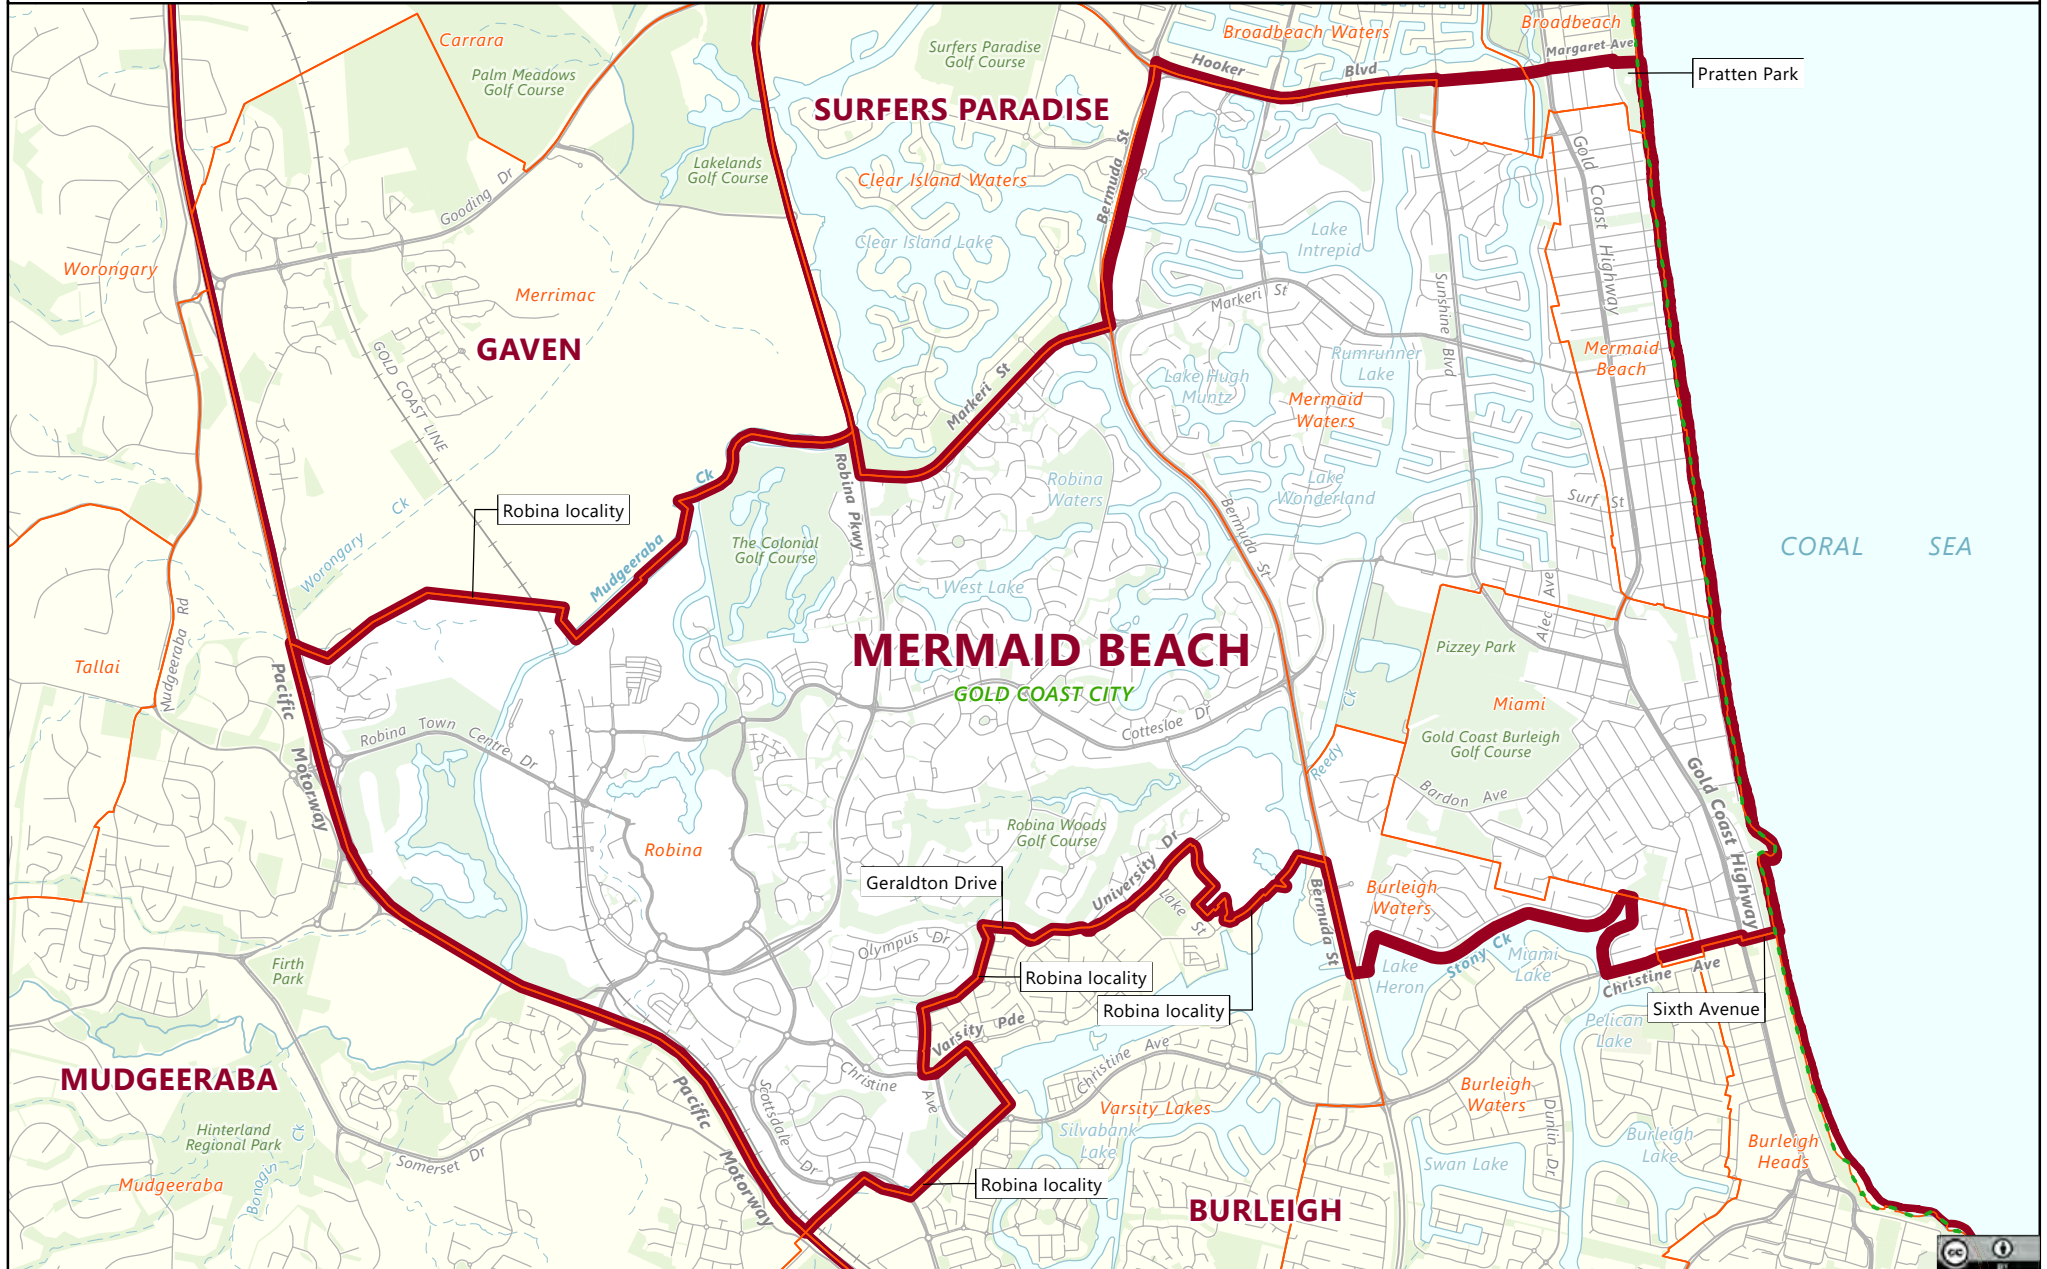 Carrara
Palm Meadows
Golf Course
Surfers Paradise
Golf Course
Broadbeach Waters
Broadbeach
Margaret Ave
Hooker
Blvd
Pratten Park
SURFERS PARADISE
Lakelands
Golf Course
Clear Island Waters
Bermuda St
Gold Coast Highway
Gooding Dr
Clear Island Lake
Lake
Intrepid
Worongary
Merrimac
Markeri St
Sunshine Blvd
GAVEN
GOLD COAST LINE
Mermaid
Beach
Rumrunner
Lake
Lake Hugh
Muntz
Mermaid
Waters
Markeri St
Robina Pkwy
Robina
Waters
Lake
Wonderland
Surf St
Ck
Robina locality
Worongary Ck
Mudgeeraba
The Colonial
Golf Course
Bermuda St
CORAL SEA
West Lake
Alec Ave
Mudgeeraba Rd
Tallai
MERMAID BEACH
GOLD COAST CITY
Pizzey Park
Miami
Pacific
Motorway
Robina Town Centre Dr
Cottesloe Dr
Ck
Reedy
Gold Coast Burleigh
Golf Course
Bardon Ave
Gold Coast Highway
Robina
Robina Woods
Golf Course
University Dr
Geraldton Drive
Lake St
Bermuda St
Burleigh
Waters
Olympus Dr
Stony Ck
Miami
Lake
Lake
Heron
Christine Ave
Firth
Park
Robina locality
Robina locality
Sixth Avenue
Varsity Pde
Pelican
Lake
Christine Ave
Christine Ave
MUDGEERABA
Pacific
Motorway
Scottsdale Dr
Varsity Lakes
Silvabank
Lake
Burleigh
Waters
Dunlin Dr
Hinterland
Regional Park
Bonogin Ck
Somerset Dr
Swan Lake
Burleigh
Lake
Burleigh
Heads
Mudgeeraba
Robina locality
BURLEIGH
cc
BY